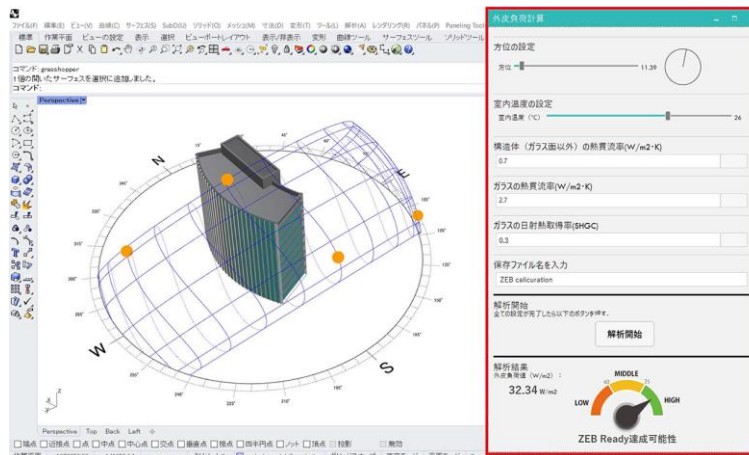 ファイル(F) 編集(E) ビュー(V) 曲線(C) サーフェス(S) SubD(U) ソリッド(O) メッシュ(M) 寸法(D) 変形(T) ツール(L) 解析(A) レンダリング(R) パネル(P) Paneling Tools
標準 作業平面 ビューの設定 表示 選択 ビューポートレイアウト 表示/非表示 変形 曲線ツール サーフェスツール ソリッドツール
コマンド: grasshopper
1個の開いたサーフェスを選択に追加しました。
コマンド:
Perspective
N
E
W
S
z
y
x
Perspective Top Back Left
端点 近接点 点 中点 中心点 交点 垂直点 接点 四半円点 ノット 頂点 投影 無効
外皮負荷計算
方位の設定
方位 11.39
室内温度の設定
室内温度 (℃) 26
構造体（ガラス面以外）の熱貫流率(W/m2・K)
0.7
ガラスの熱貫流率(W/m2・K)
2.7
ガラスの日射熱取得率(SHGC)
0.3
保存ファイル名を入力
ZEB calicuration
解析開始
全ての設定が完了したら以下のボタンを押す。
解析開始
解析結果
外皮負荷値（W/m2）：
32.34 W/m2
LOW
MIDDLE
HIGH
ZEB Ready達成可能性